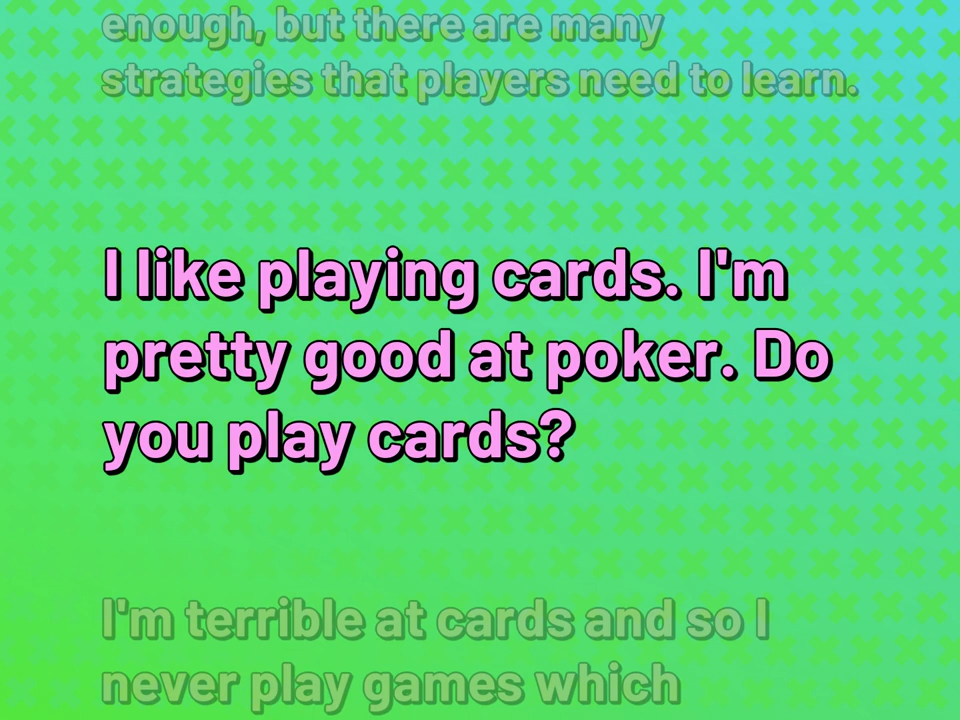 enough, but there are many
strategies that players need to learn.
I like playing cards. I'm
pretty good at poker. Do
you play cards?
I'm terrible at cards and so I
never play games which